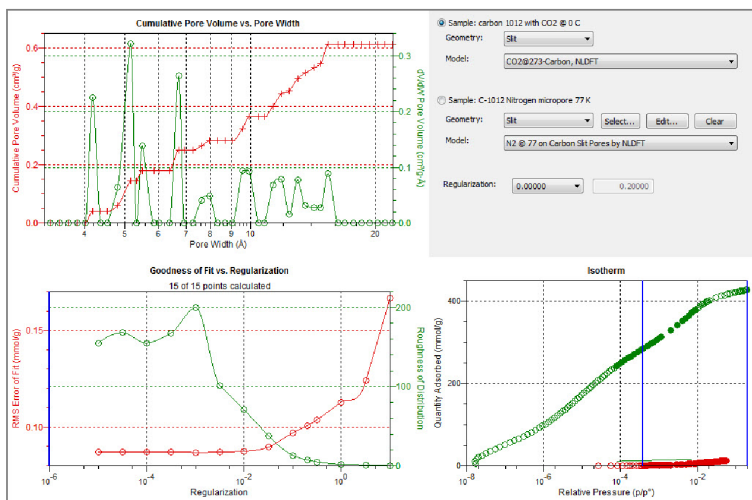 Cumulative Pore Volume vs. Pore Width
0.6
0.4
0.2
0.0
Cumulative Pore Volume (cm³/g)
0.3
0.2
0.1
0.0
dV/dW Pore Volume (cm³/g·Å)
4
5
6
7
8
9
10
20
Pore Width (Å)
Sample: carbon 1012 with CO2 @ 0 C
Geometry:
Slit
Model:
CO2@273-Carbon, NLDFT
Sample: C-1012 Nitrogen micropore 77 K
Geometry:
Slit
Select...
Edit...
Clear
Model:
N2 @ 77 on Carbon Slit Pores by NLDFT
Regularization:
0.00000
0.20000
Goodness of Fit vs. Regularization
15 of 15 points calculated
0.15
0.10
RMS Error of Fit (mmol/g)
200
100
0
Roughness of Distribution
10-6
10-4
10-2
100
Regularization
Isotherm
400
200
0
Quantity Adsorbed (mmol/g)
10-8
10-6
10-4
10-2
Relative Pressure (p/p°)